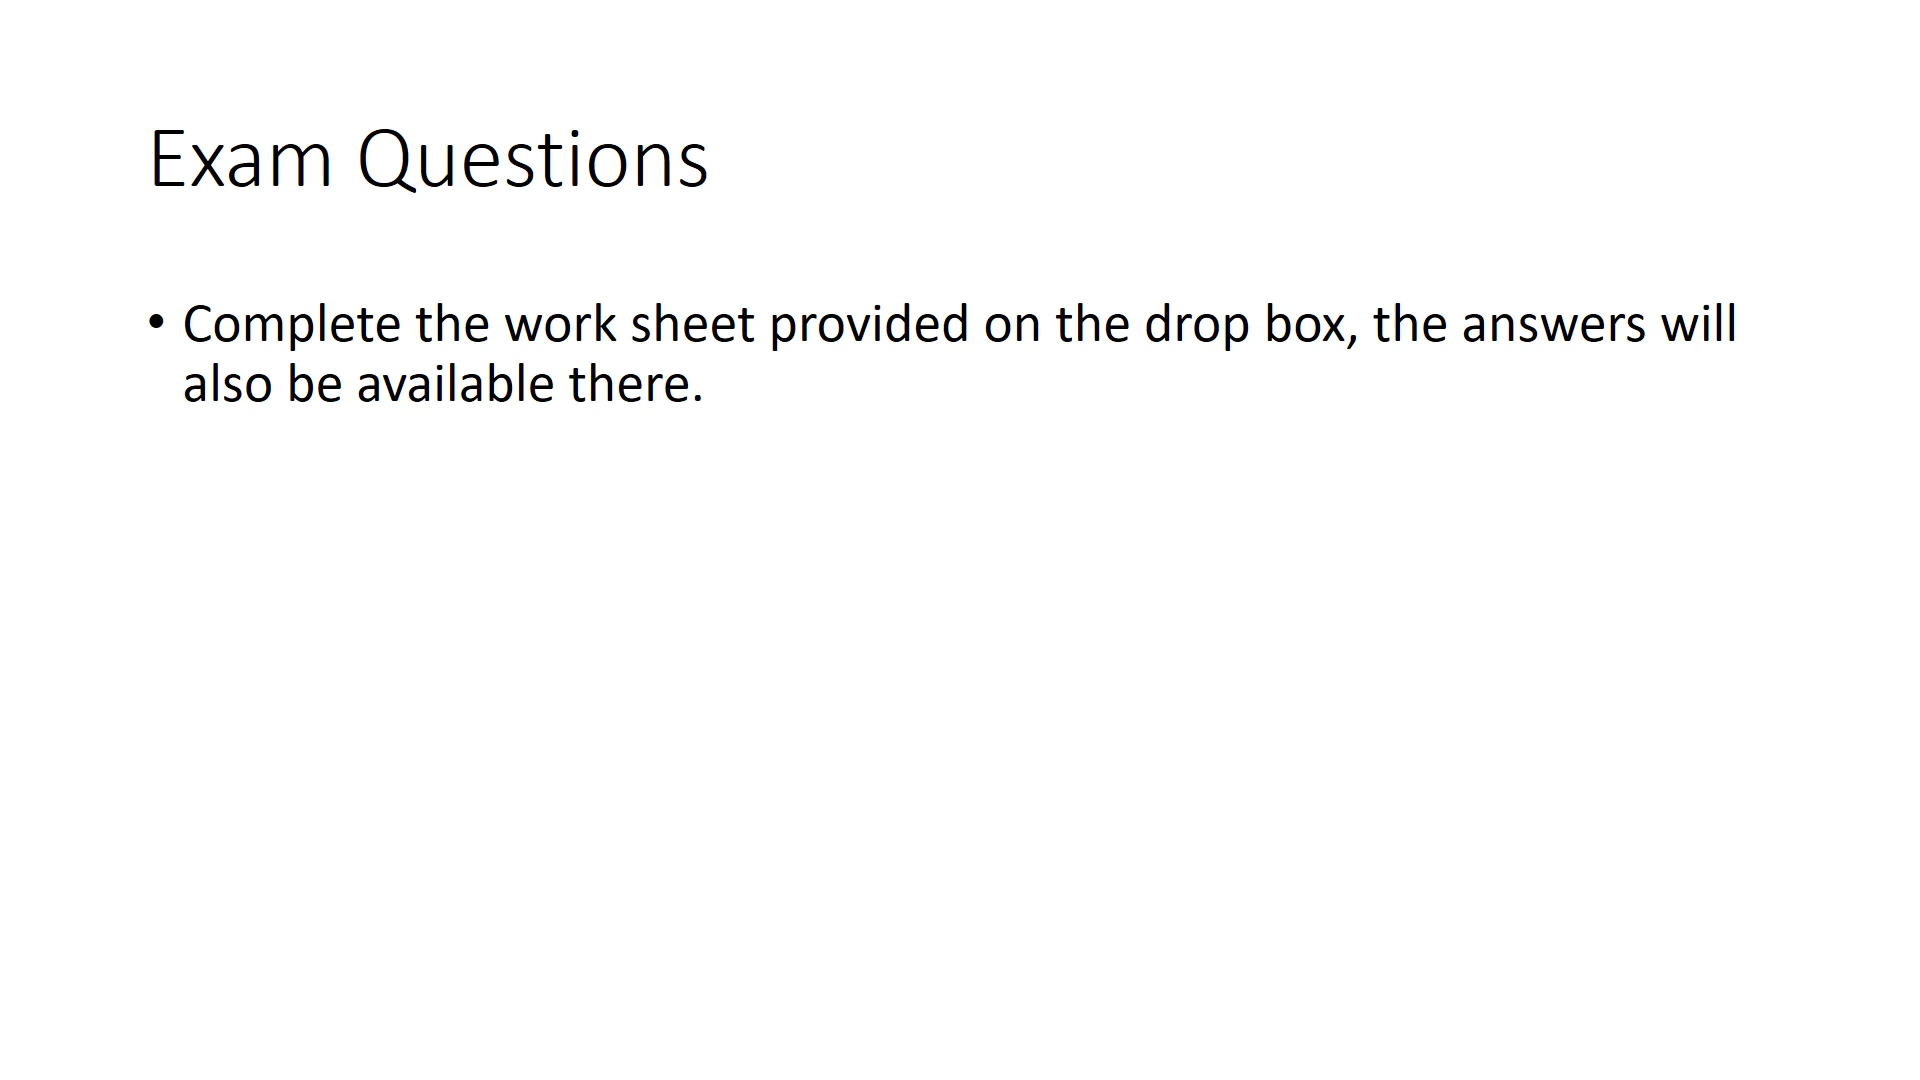 Exam Questions
• Complete the work sheet provided on the drop box, the answers will
also be available there.